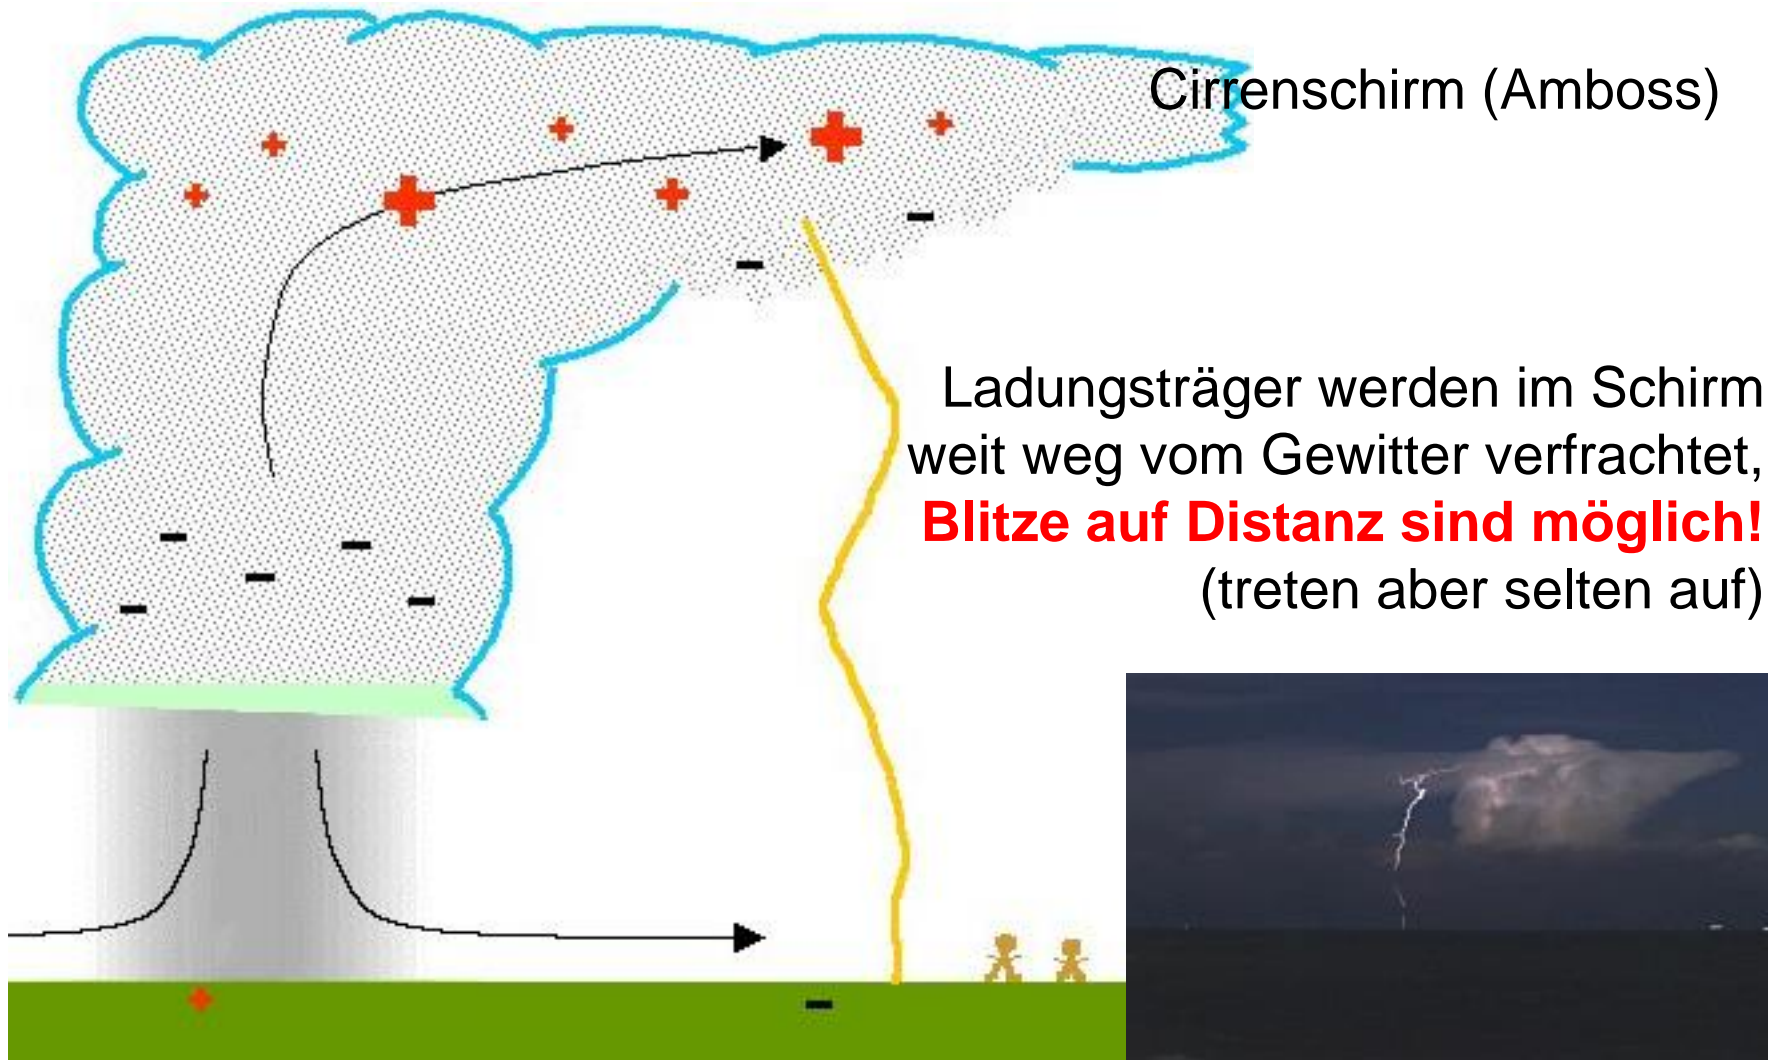 Cirrenschirm (Amboss)
Ladungsträger werden im Schirm
weit weg vom Gewitter verfrachtet,
Blitze auf Distanz sind möglich!
(treten aber selten auf)